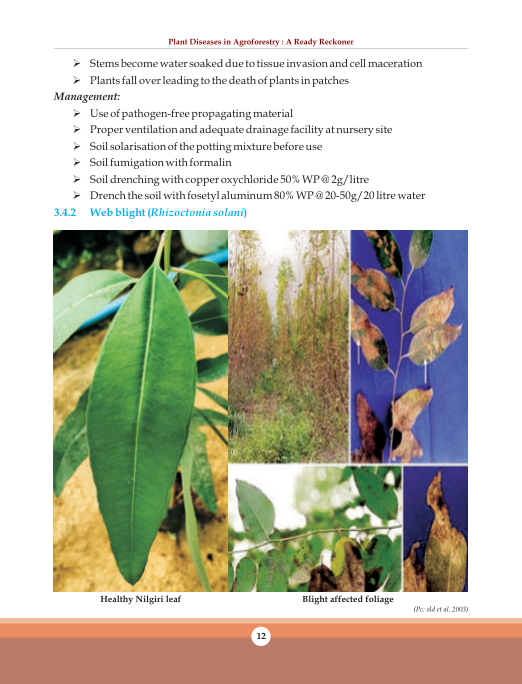 Plant Diseases in Agroforestry : A Ready Reckoner
➢ Stems become water soaked due to tissue invasion and cell maceration
➢ Plants fall over leading to the death of plants in patches
Management:
➢ Use of pathogen-free propagating material
➢ Proper ventilation and adequate drainage facility at nursery site
➢ Soil solarisation of the potting mixture before use
➢ Soil fumigation with formalin
➢ Soil drenching with copper oxychloride 50% WP @ 2g/litre
➢ Drench the soil with fosetyl aluminum 80% WP @ 20-50g/20 litre water
3.4.2 Web blight (Rhizoctonia solani)
Healthy Nilgiri leaf
Blight affected foliage
(Pc: old et al. 2003)
12